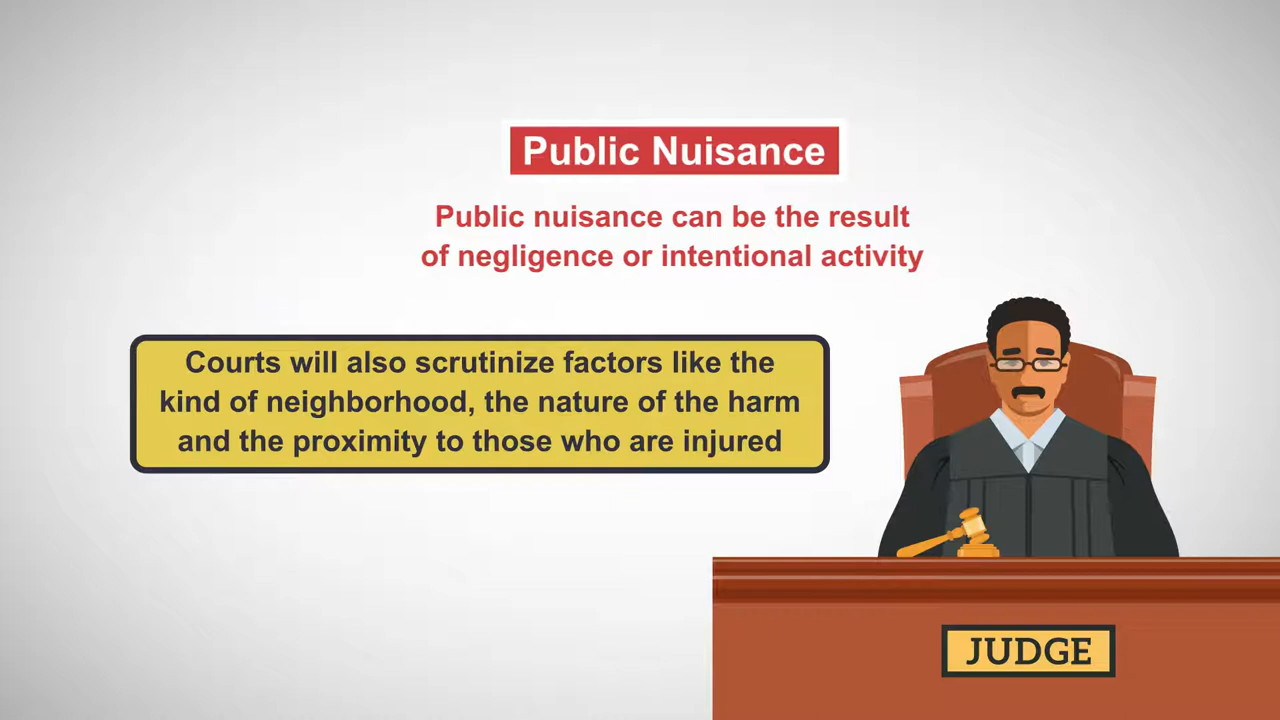 Public Nuisance
Public nuisance can be the result
of negligence or intentional activity
Courts will also scrutinize factors like the
kind of neighborhood, the nature of the harm
and the proximity to those who are injured
JUDGE